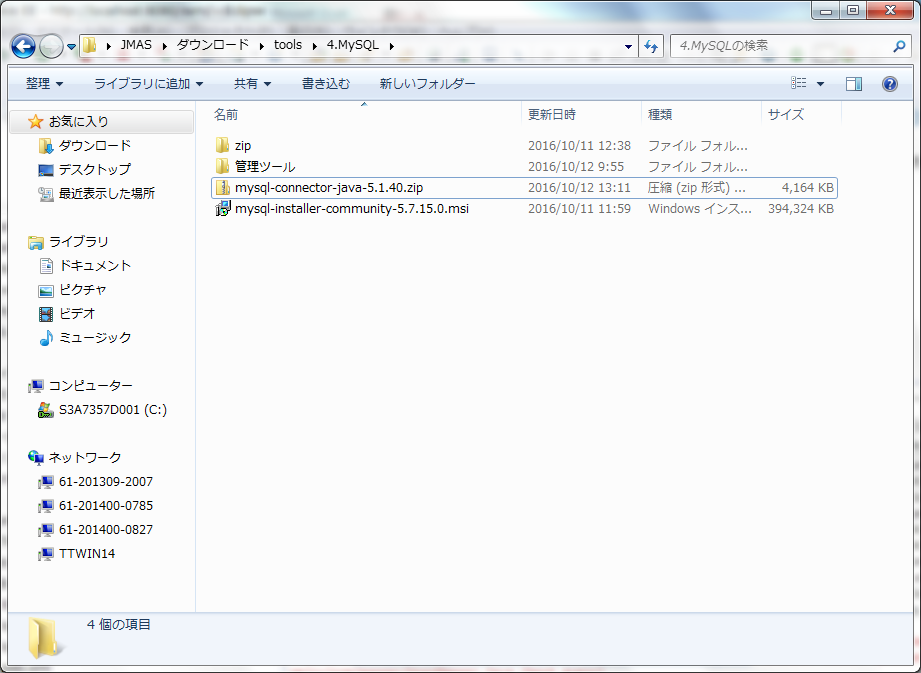 JMAS ダウンロード tools 4.MySQL 4.MySQLの検索
整理 ライブラリに追加 共有 書き込む 新しいフォルダー
名前 更新日時 種類 サイズ
お気に入り
ダウンロード
デスクトップ
最近表示した場所
ライブラリ
ドキュメント
ピクチャ
ビデオ
ミュージック
コンピューター
S3A7357D001 (C:)
ネットワーク
61-201309-2007
61-201400-0785
61-201400-0827
TTWIN14
zip 2016/10/11 12:38 ファイル フォル...
管理ツール 2016/10/12 9:55 ファイル フォル...
mysql-connector-java-5.1.40.zip 2016/10/12 13:11 圧縮 (zip 形式) ... 4,164 KB
mysql-installer-community-5.7.15.0.msi 2016/10/11 11:59 Windows インス... 394,324 KB
4 個の項目